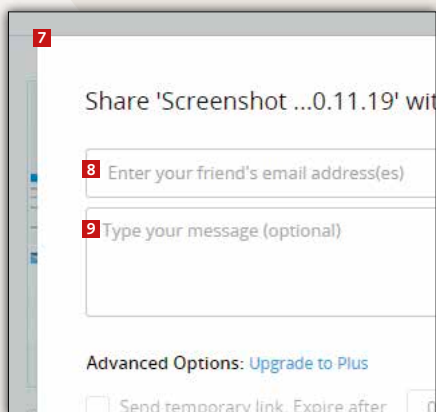 7
Share 'Screenshot ...0.11.19' wit
8 Enter your friend's email address(es)
9 Type your message (optional)
Advanced Options: Upgrade to Plus
Send temporary link. Expire after 0